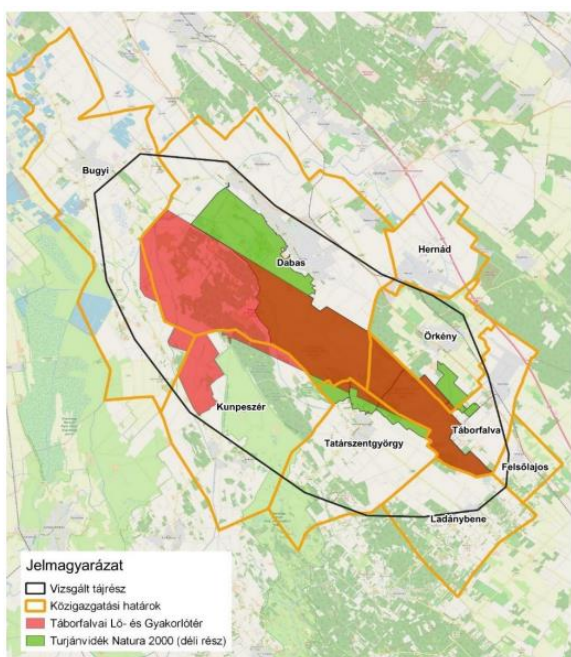 Bugyi
Hernád
Dabas
Örkény
Kunpeszér
Tatárszentgyörgy
Táborfalva
Felsőlajos
Ladánybene
Jelmagyarázat
Vizsgált tájrész
Közigazgatási határok
Táborfalvai Lő- és Gyakorlótér
Turjánvidék Natura 2000 (déli rész)